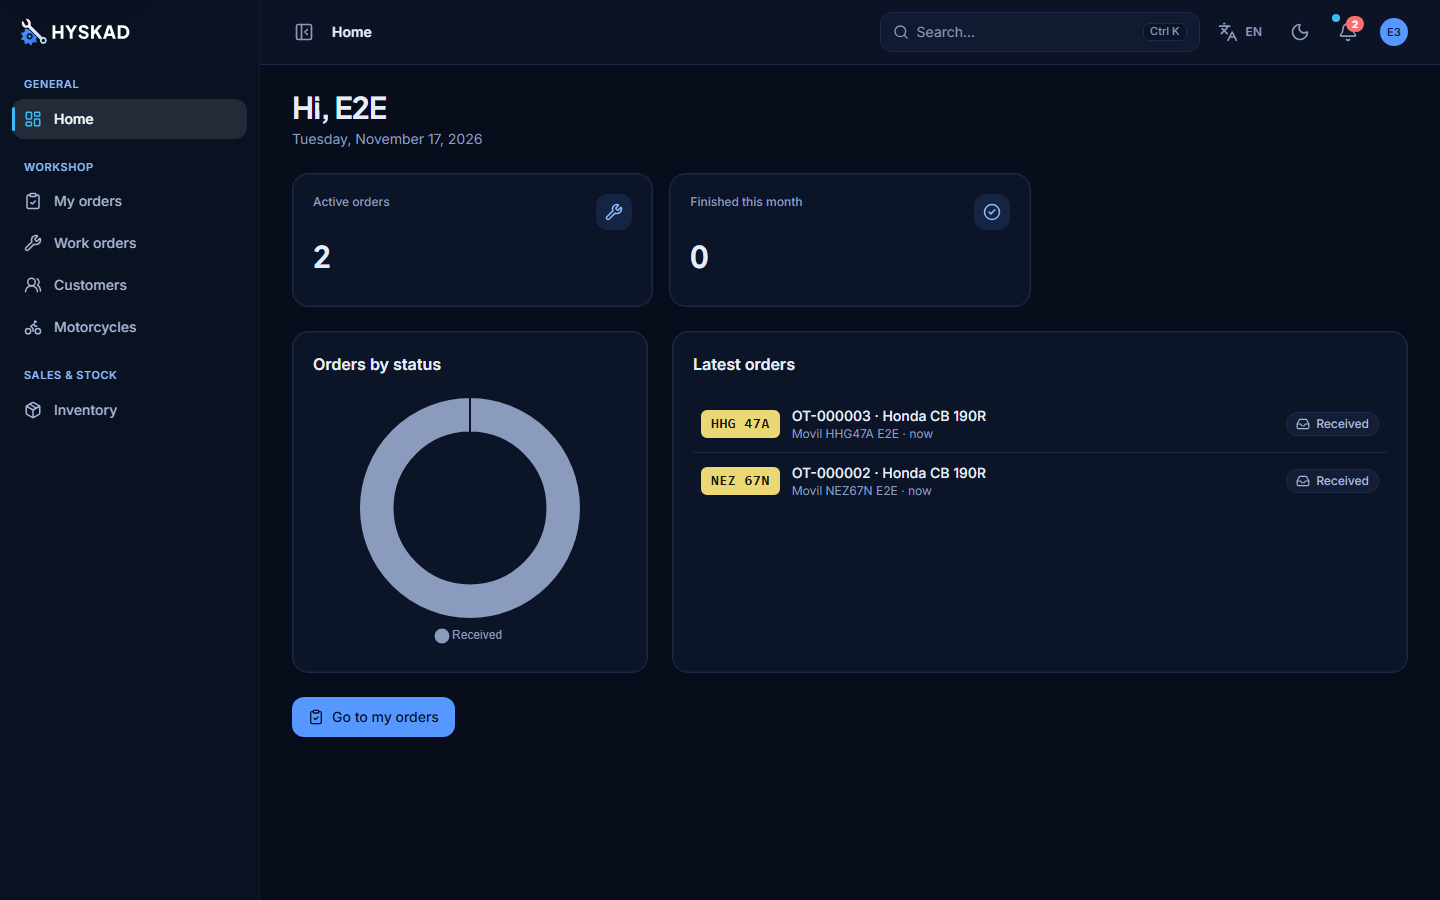 HYSKAD
Home
Search...
Ctrl K
EN
2
E3
GENERAL
Home
WORKSHOP
My orders
Work orders
Customers
Motorcycles
SALES & STOCK
Inventory
Hi, E2E
Tuesday, November 17, 2026
Active orders
2
Finished this month
0
Orders by status
Received
Latest orders
HHG 47A
OT-000003 · Honda CB 190R
Movil HHG47A E2E · now
Received
NEZ 67N
OT-000002 · Honda CB 190R
Movil NEZ67N E2E · now
Received
Go to my orders